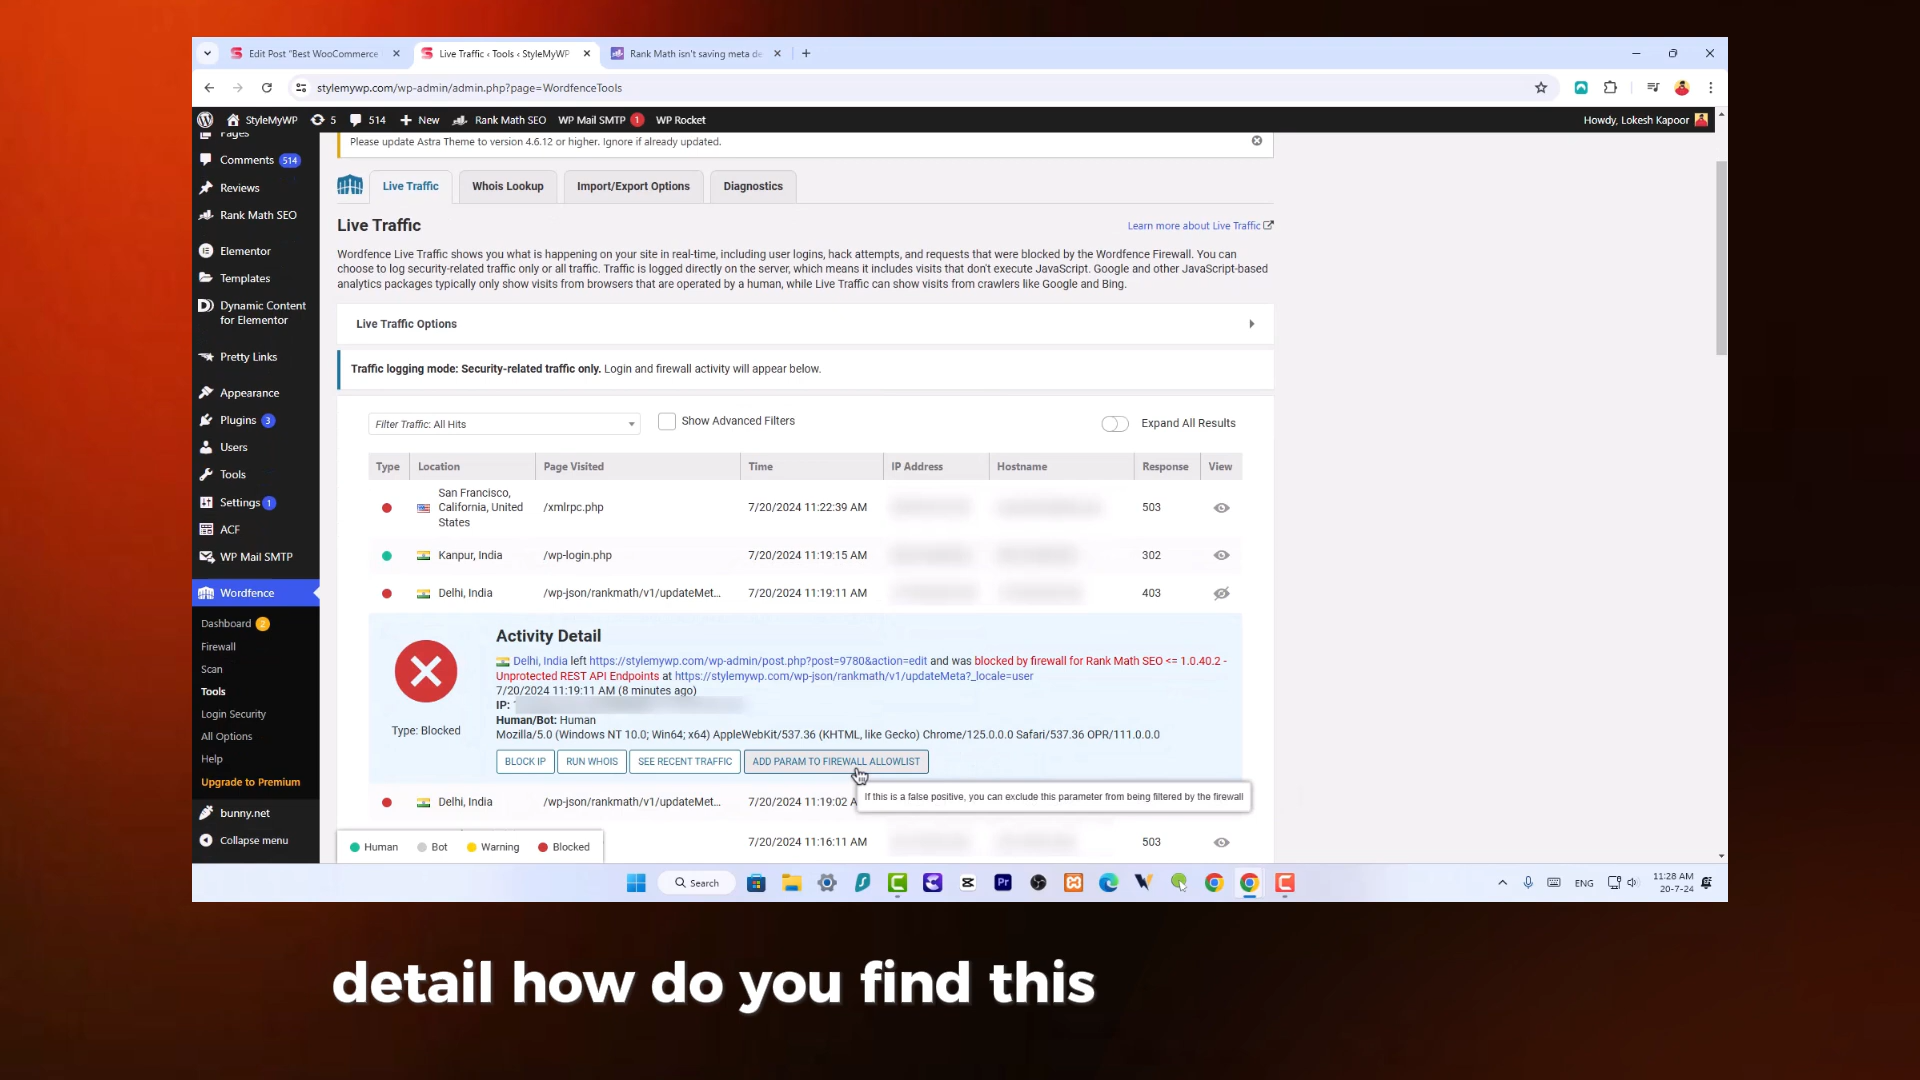 Edit Post "Best WooCommerce
Live Traffic ‹ Tools ‹ StyleMyWP
Rank Math isn't saving meta de
stylemywp.com/wp-admin/admin.php?page=WordfenceTools
StyleMyWP
5
514
New
Rank Math SEO
WP Mail SMTP 1
WP Rocket
Howdy, Lokesh Kapoor
Pages
Comments 514
Reviews
Rank Math SEO
Elementor
Templates
Dynamic Content
for Elementor
Pretty Links
Appearance
Plugins 3
Users
Tools
Settings 1
ACF
WP Mail SMTP
Wordfence
Dashboard 2
Firewall
Scan
Tools
Login Security
All Options
Help
Upgrade to Premium
bunny.net
Collapse menu
Please update Astra Theme to version 4.6.12 or higher. Ignore if already updated.
Live Traffic
Whois Lookup
Import/Export Options
Diagnostics
Live Traffic
Learn more about Live Traffic
Wordfence Live Traffic shows you what is happening on your site in real-time, including user logins, hack attempts, and requests that were blocked by the Wordfence Firewall. You can
choose to log security-related traffic only or all traffic. Traffic is logged directly on the server, which means it includes visits that don't execute JavaScript. Google and other JavaScript-based
analytics packages typically only show visits from browsers that are operated by a human, while Live Traffic can show visits from crawlers like Google and Bing.
Live Traffic Options
Traffic logging mode: Security-related traffic only. Login and firewall activity will appear below.
Filter Traffic: All Hits
Show Advanced Filters
Expand All Results
Type Location Page Visited Time IP Address Hostname Response View
San Francisco,
California, United
States
/xmlrpc.php 7/20/2024 11:22:39 AM 503
Kanpur, India /wp-login.php 7/20/2024 11:19:15 AM 302
Delhi, India /wp-json/rankmath/v1/updateMet... 7/20/2024 11:19:11 AM 403
Activity Detail
Delhi, India left https://stylemywp.com/wp-admin/post.php?post=9780&action=edit and was blocked by firewall for Rank Math SEO <= 1.0.40.2 -
Unprotected REST API Endpoints at https://stylemywp.com/wp-json/rankmath/v1/updateMeta?_locale=user
7/20/2024 11:19:11 AM (8 minutes ago)
IP:
Human/Bot: Human
Mozilla/5.0 (Windows NT 10.0; Win64; x64) AppleWebKit/537.36 (KHTML, like Gecko) Chrome/125.0.0.0 Safari/537.36 OPR/111.0.0.0
Type: Blocked
BLOCK IP
RUN WHOIS
SEE RECENT TRAFFIC
ADD PARAM TO FIREWALL ALLOWLIST
If this is a false positive, you can exclude this parameter from being filtered by the firewall
Delhi, India /wp-json/rankmath/v1/updateMet... 7/20/2024 11:19:02 A
7/20/2024 11:16:11 AM 503
Human Bot Warning Blocked
Search
Pr
ENG
11:28 AM
20-7-24
detail how do you find this